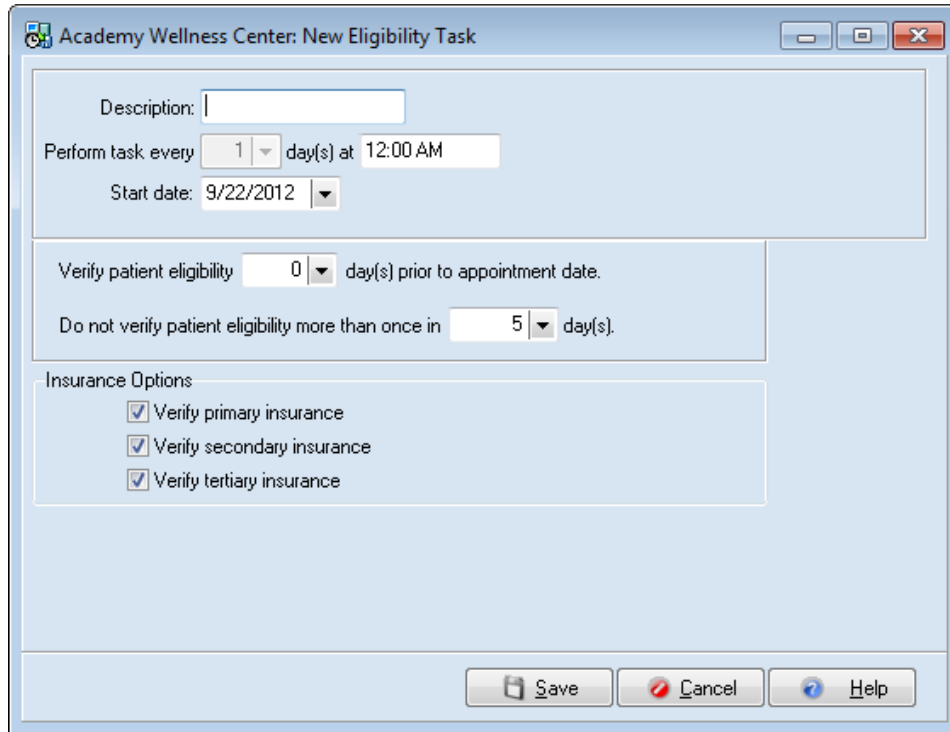 Academy Wellness Center: New Eligibility Task
Description:
Perform task every 1 day(s) at 12:00 AM
Start date: 9/22/2012
Verify patient eligibility 0 day(s) prior to appointment date.
Do not verify patient eligibility more than once in 5 day(s).
Insurance Options
Verify primary insurance
Verify secondary insurance
Verify tertiary insurance
Save Cancel Help